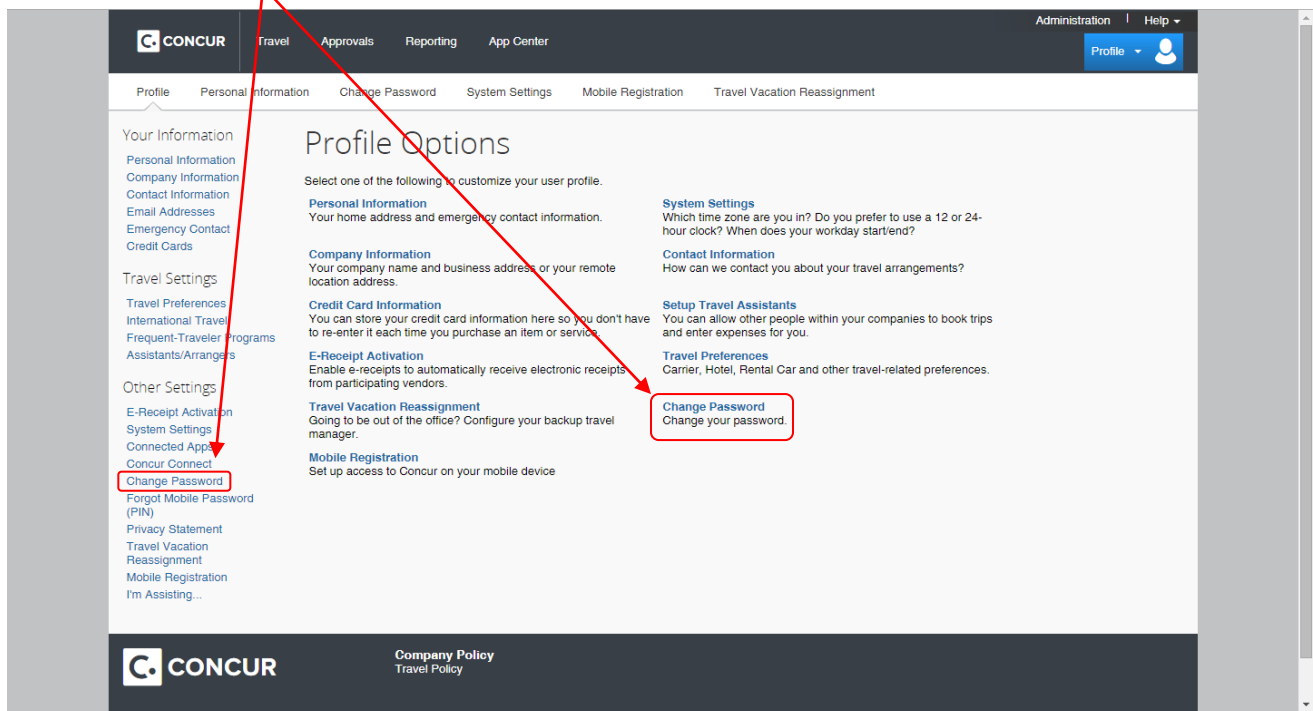 Administration | Help
C. CONCUR Travel Approvals Reporting App Center
Profile
Profile Personal Information Change Password System Settings Mobile Registration Travel Vacation Reassignment
Your Information
Personal Information
Company Information
Contact Information
Email Addresses
Emergency Contact
Credit Cards
Travel Settings
Travel Preferences
International Travel
Frequent-Traveler Programs
Assistants/Arrangers
Other Settings
E-Receipt Activation
System Settings
Connected Apps
Concur Connect
Change Password
Forgot Mobile Password
(PIN)
Privacy Statement
Travel Vacation
Reassignment
Mobile Registration
I'm Assisting...
Profile Options
Select one of the following to customize your user profile.
Personal Information
Your home address and emergency contact information.
Company Information
Your company name and business address or your remote
location address.
Credit Card Information
You can store your credit card information here so you don't have
to re-enter it each time you purchase an item or service.
E-Receipt Activation
Enable e-receipts to automatically receive electronic receipts
from participating vendors.
Travel Vacation Reassignment
Going to be out of the office? Configure your backup travel
manager.
Mobile Registration
Set up access to Concur on your mobile device
System Settings
Which time zone are you in? Do you prefer to use a 12 or 24-
hour clock? When does your workday start/end?
Contact Information
How can we contact you about your travel arrangements?
Setup Travel Assistants
You can allow other people within your companies to book trips
and enter expenses for you.
Travel Preferences
Carrier, Hotel, Rental Car and other travel-related preferences.
Change Password
Change your password.
C. CONCUR
Company Policy
Travel Policy